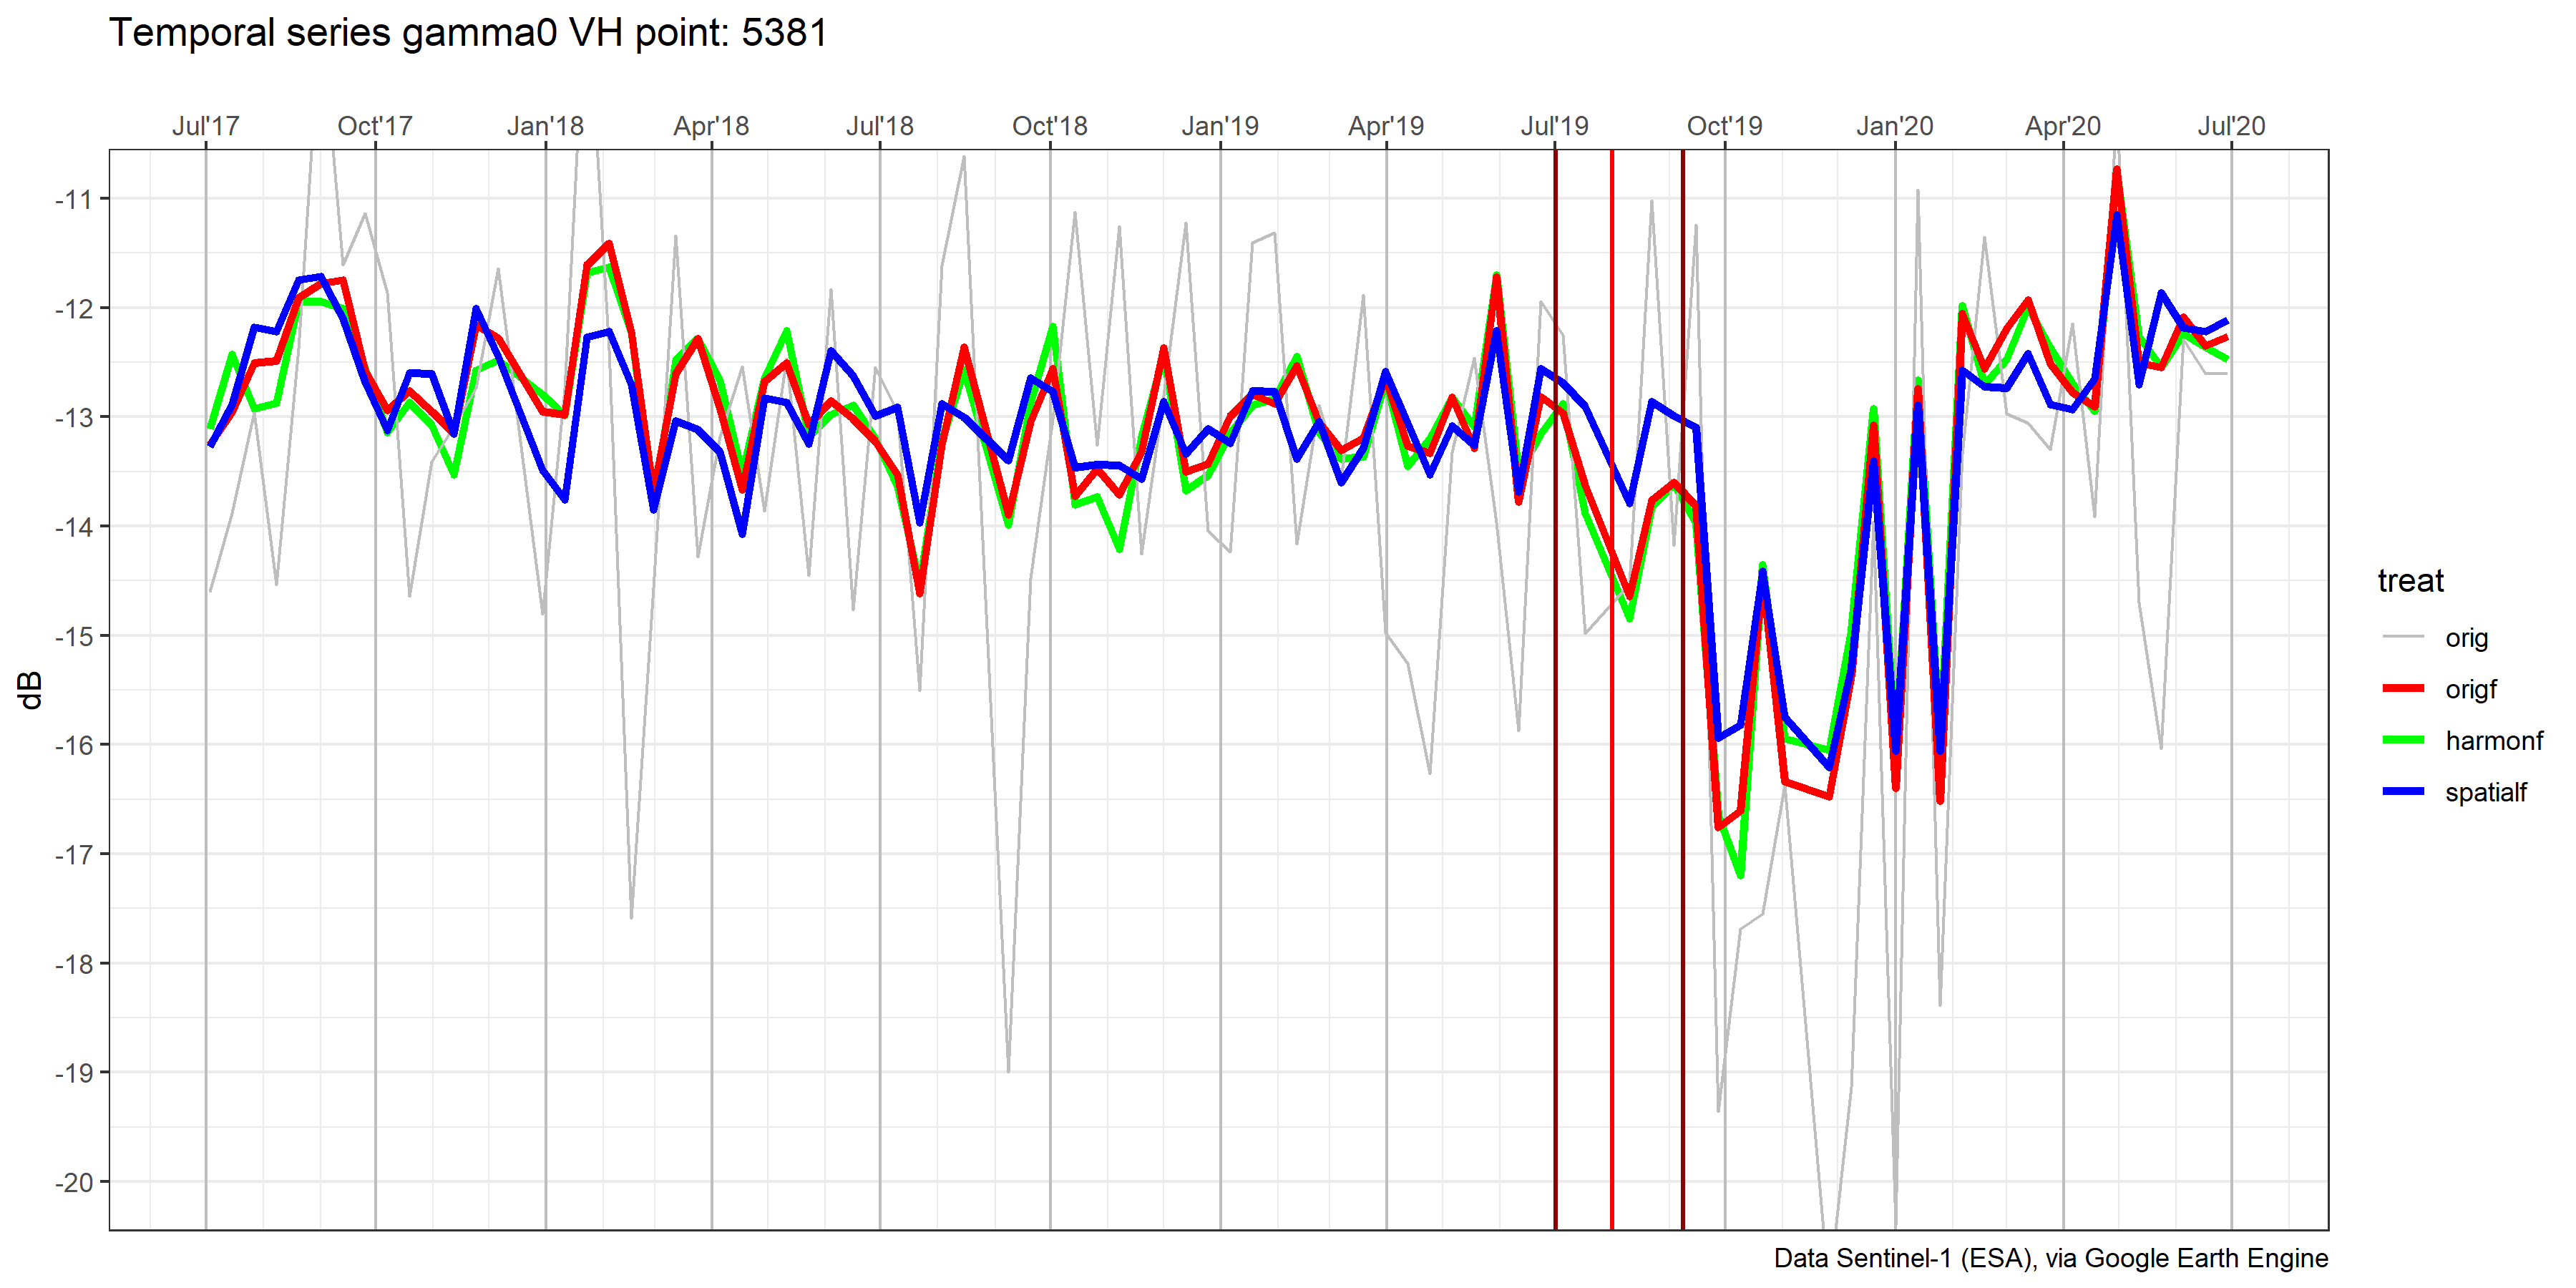 Temporal series gamma0 VH point: 5381
Jul'17 Oct'17 Jan'18 Apr'18 Jul'18 Oct'18 Jan'19 Apr'19 Jul'19 Oct'19 Jan'20 Apr'20 Jul'20
-11
-12
-13
-14
-15
-16
-17
-18
-19
-20
dB
treat
orig
origf
harmonf
spatialf
Data Sentinel-1 (ESA), via Google Earth Engine